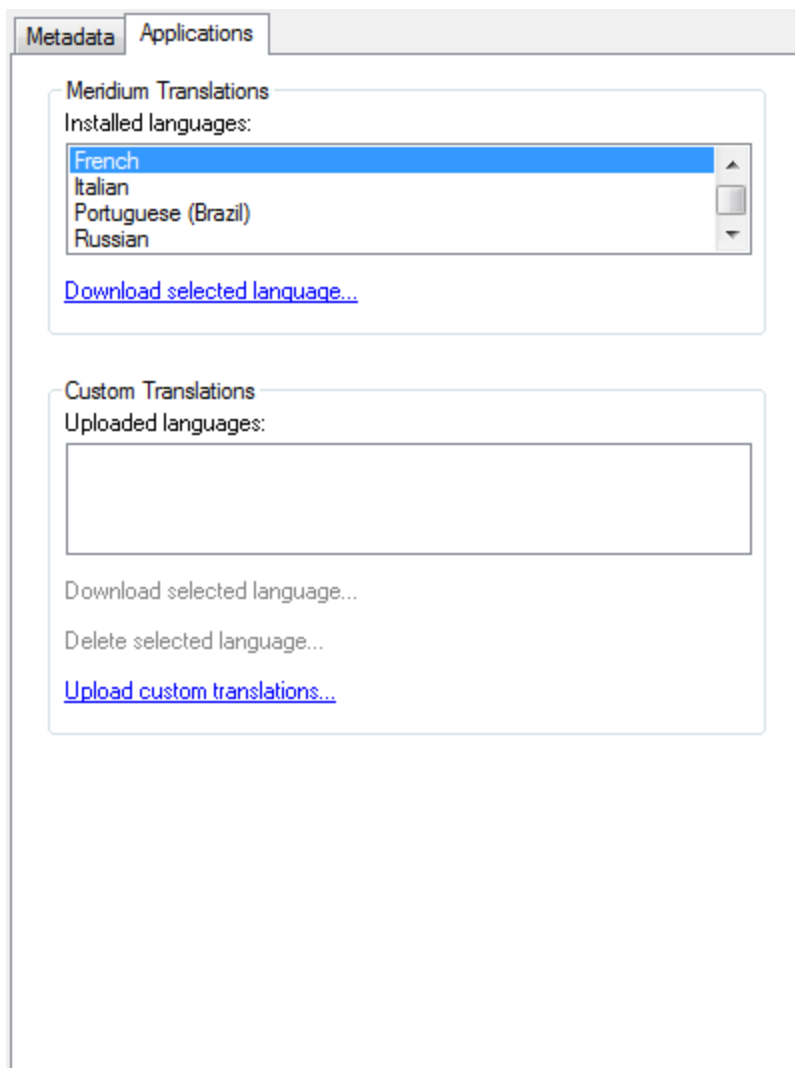 Metadata
Applications
Meridium Translations
Installed languages:
French
Italian
Portuguese (Brazil)
Russian
Download selected language...
Custom Translations
Uploaded languages:
Download selected language...
Delete selected language...
Upload custom translations...